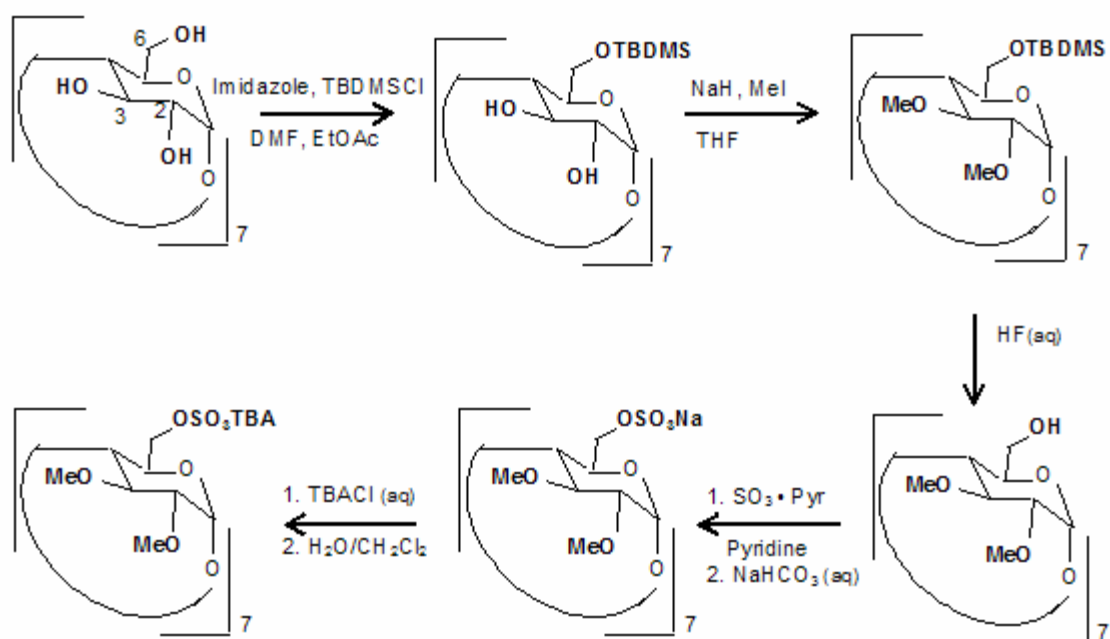 6
OH
O
HO
3
2
OH
O
7
Imidazole, TBDMSCl
DMF, EtOAc
OTBDMS
O
HO
OH
O
7
NaH, MeI
THF
OTBDMS
O
MeO
MeO
O
7
HF(aq)
OH
O
MeO
MeO
O
7
1. SO3 • Pyr
Pyridine
2. NaHCO3 (aq)
OSO3Na
O
MeO
MeO
O
7
1. TBACl (aq)
2. H2O/CH2Cl2
OSO3TBA
O
MeO
MeO
O
7